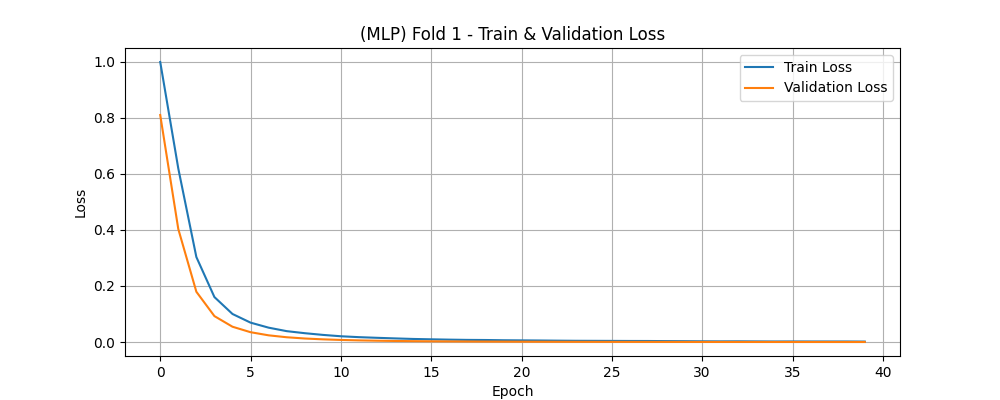 (MLP) Fold 1 - Train & Validation Loss
Train Loss
Validation Loss
1.0
0.8
0.6
0.4
0.2
0.0
Loss
0 5 10 15 20 25 30 35 40
Epoch